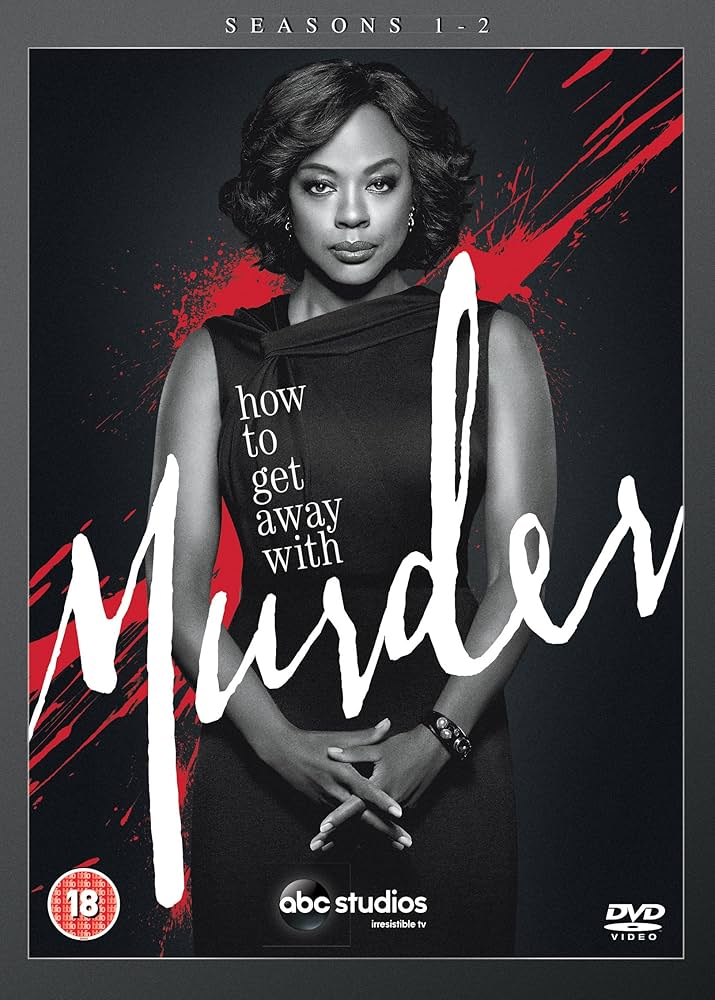 SEASONS 1-2
how
to
get
away
with
Murder
18
abc studios
irresistible tv
DVD
VIDEO